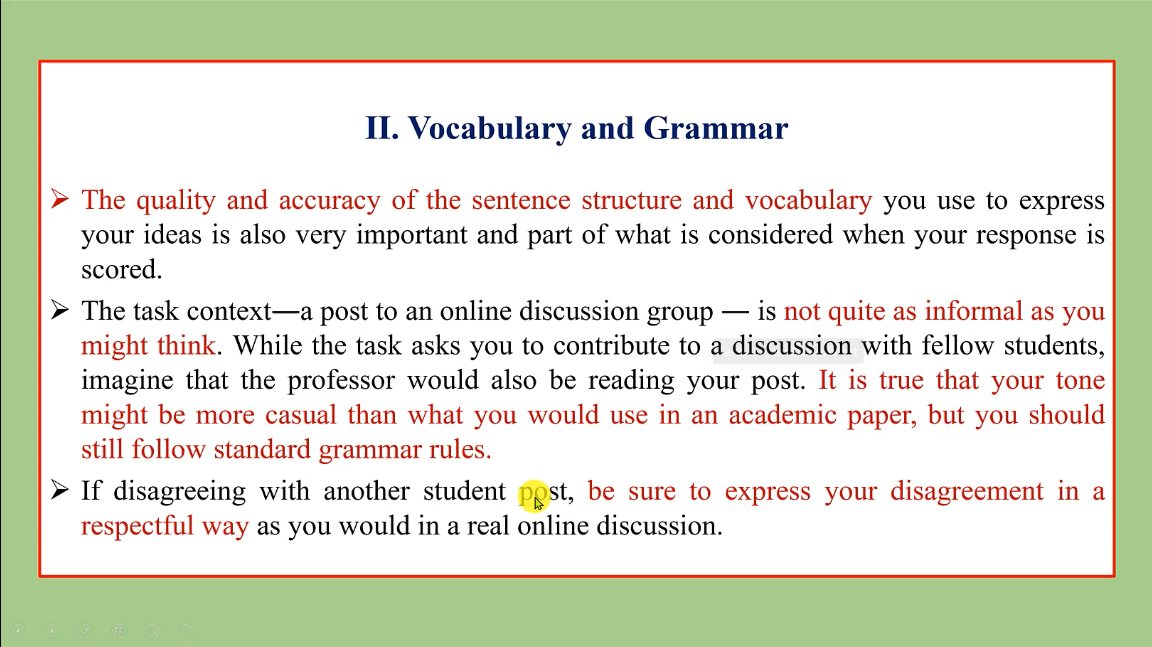 II. Vocabulary and Grammar
The quality and accuracy of the sentence structure and vocabulary you use to express
your ideas is also very important and part of what is considered when your response is
scored.
The task context—a post to an online discussion group — is not quite as informal as you
might think. While the task asks you to contribute to a discussion with fellow students,
imagine that the professor would also be reading your post. It is true that your tone
might be more casual than what you would use in an academic paper, but you should
still follow standard grammar rules.
If disagreeing with another student post, be sure to express your disagreement in a
respectful way as you would in a real online discussion.